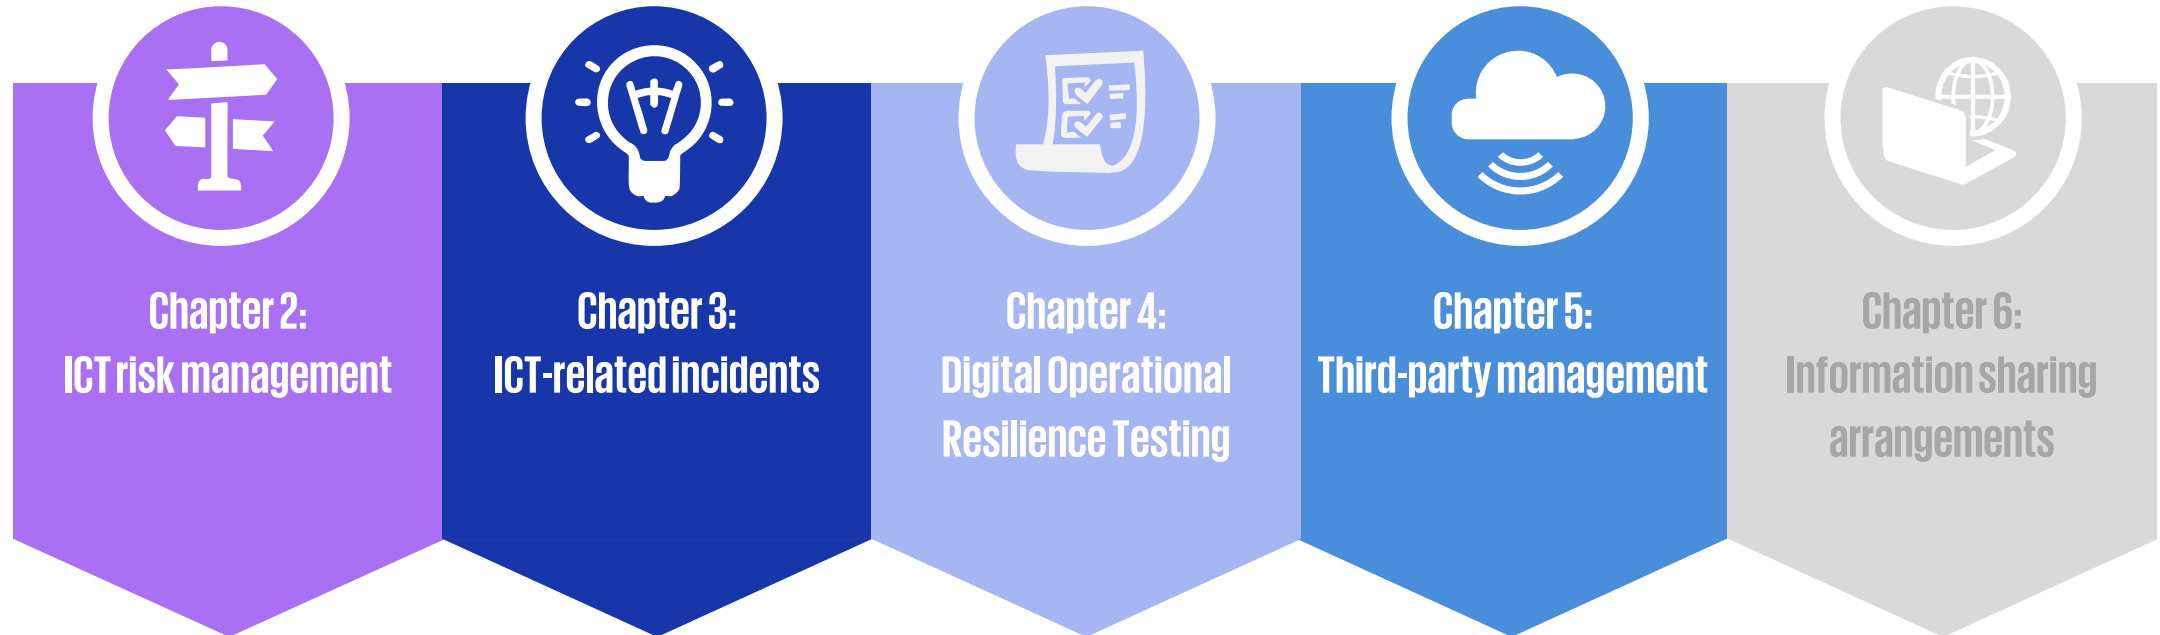 Chapter 2:
ICT risk management
Chapter 3:
ICT-related incidents
Chapter 4:
Digital Operational
Resilience Testing
Chapter 5:
Third-party management
Chapter 6:
Information sharing
arrangements